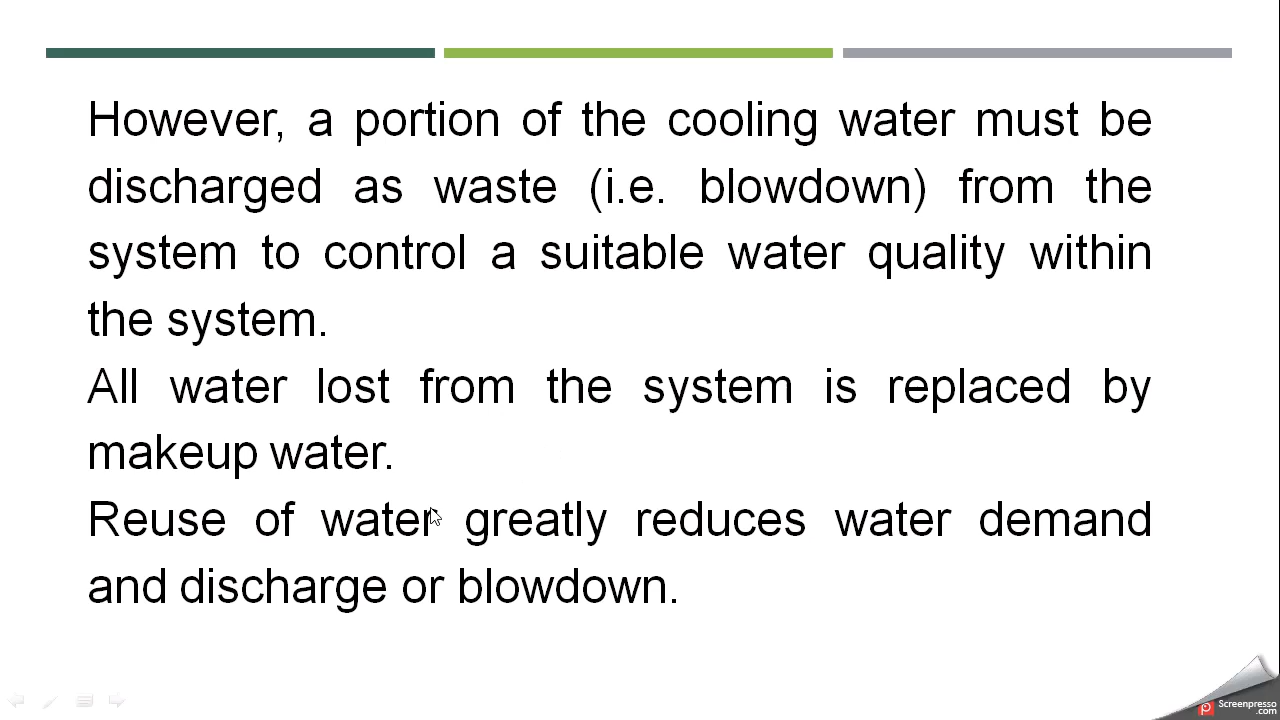 However, a portion of the cooling water must be
discharged as waste (i.e. blowdown) from the
system to control a suitable water quality within
the system.
All water lost from the system is replaced by
makeup water.
Reuse of water greatly reduces water demand
and discharge or blowdown.
Screenpresso
.com